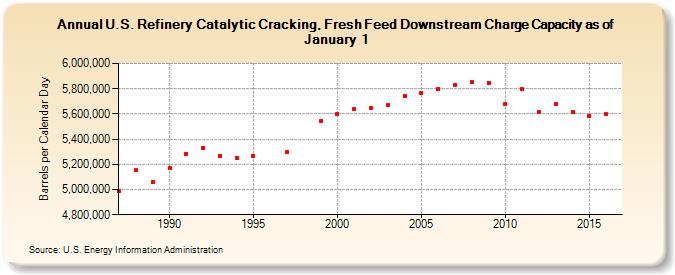 Annual U.S. Refinery Catalytic Cracking, Fresh Feed Downstream Charge Capacity as of
January 1
Barrels per Calendar Day
6,000,000
5,800,000
5,600,000
5,400,000
5,200,000
5,000,000
4,800,000
1990 1995 2000 2005 2010 2015
Source: U.S. Energy Information Administration